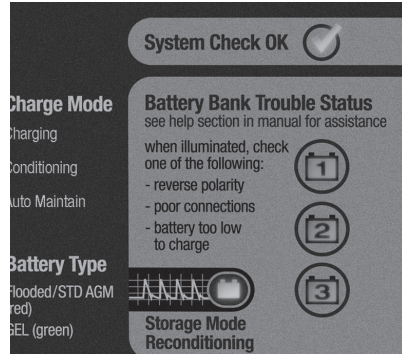 System Check OK
Charge Mode
Charging
Conditioning
Auto Maintain
Battery Type
Flooded/STD AGM
(red)
GEL (green)
Battery Bank Trouble Status
see help section in manual for assistance
when illuminated, check
one of the following:
- reverse polarity
- poor connections
- battery too low
to charge
1
2
3
Storage Mode
Reconditioning